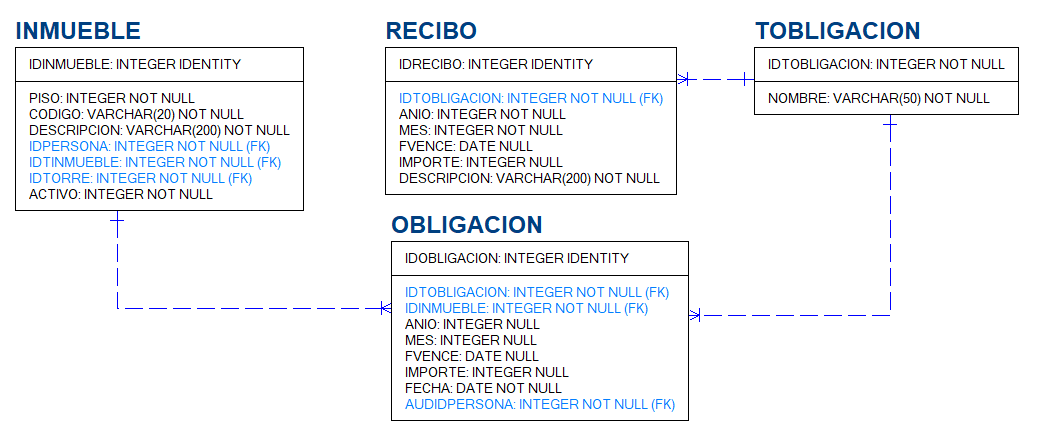 INMUEBLE
IDINMUEBLE: INTEGER IDENTITY
PISO: INTEGER NOT NULL
CODIGO: VARCHAR(20) NOT NULL
DESCRIPCION: VARCHAR(200) NOT NULL
IDPERSONA: INTEGER NOT NULL (FK)
IDTINMUEBLE: INTEGER NOT NULL (FK)
IDTORRE: INTEGER NOT NULL (FK)
ACTIVO: INTEGER NOT NULL
RECIBO
IDRECIBO: INTEGER IDENTITY
IDTOBLIGACION: INTEGER NOT NULL (FK)
ANIO: INTEGER NOT NULL
MES: INTEGER NOT NULL
FVENCE: DATE NULL
IMPORTE: INTEGER NULL
DESCRIPCION: VARCHAR(200) NOT NULL
TOBLIGACION
IDTOBLIGACION: INTEGER NOT NULL
NOMBRE: VARCHAR(50) NOT NULL
OBLIGACION
IDOBLIGACION: INTEGER IDENTITY
IDTOBLIGACION: INTEGER NOT NULL (FK)
IDINMUEBLE: INTEGER NOT NULL (FK)
ANIO: INTEGER NULL
MES: INTEGER NULL
FVENCE: DATE NULL
IMPORTE: INTEGER NULL
FECHA: DATE NOT NULL
AUDIDPERSONA: INTEGER NOT NULL (FK)